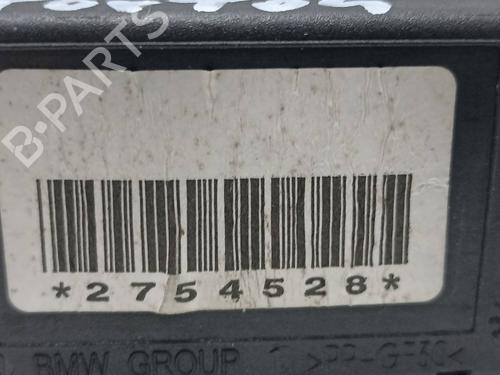 *2754528*
BMW GROUP >PP-GF30<
B-PARTS